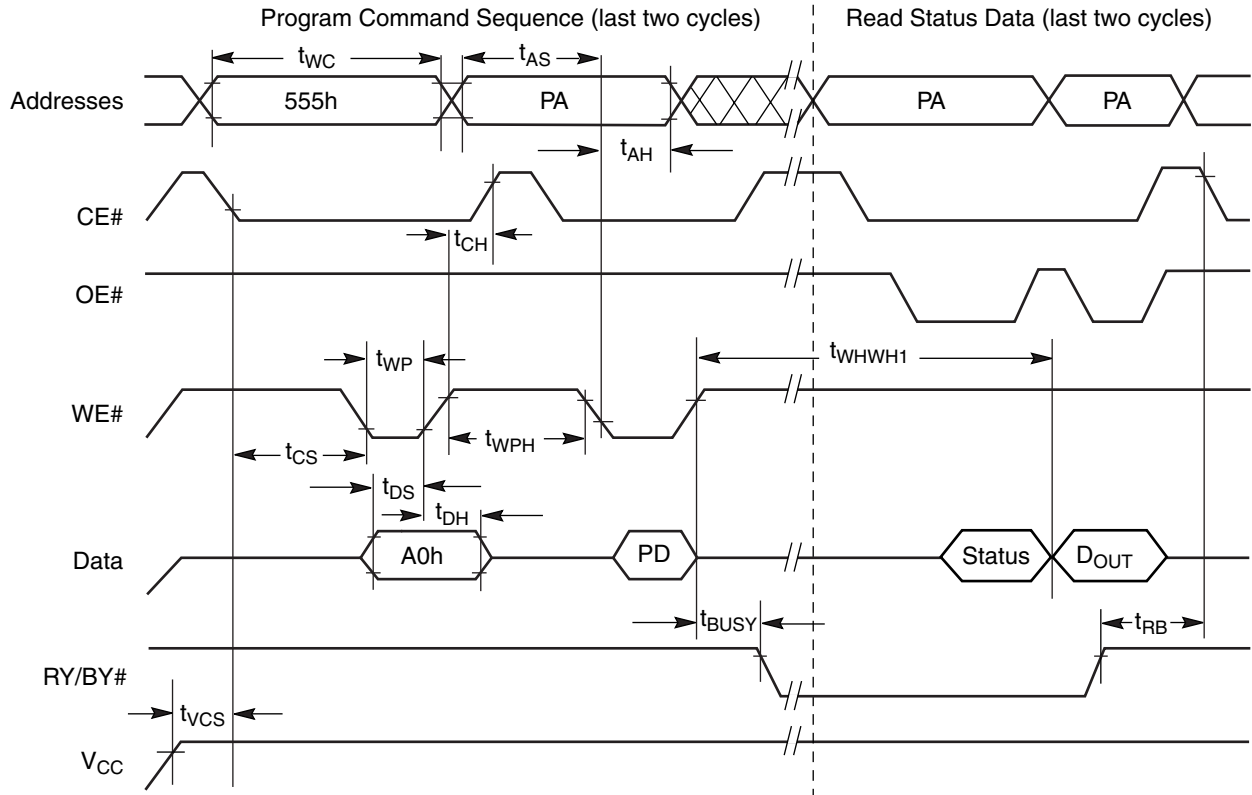 Program Command Sequence (last two cycles) Read Status Data (last two cycles)
tWC tAS
Addresses 555h PA PA PA
tAH
CE#
tCH
OE#
tWP tWHWH1
WE#
tCS tWPH
tDS
tDH
Data A0h PD Status DOUT
tBUSY tRB
RY/BY#
tVCS
VCC